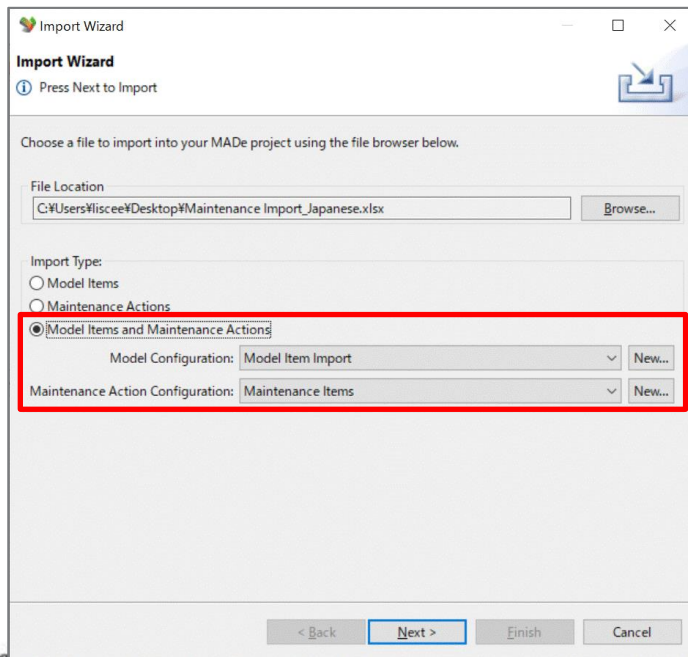 Import Wizard
Import Wizard
Press Next to Import
Choose a file to import into your MADe project using the file browser below.
File Location
C:¥Users¥liscee¥Desktop¥Maintenance Import_Japanese.xlsx
Browse...
Import Type:
Model Items
Maintenance Actions
Model Items and Maintenance Actions
Model Configuration: Model Item Import New...
Maintenance Action Configuration: Maintenance Items New...
< Back Next > Finish Cancel